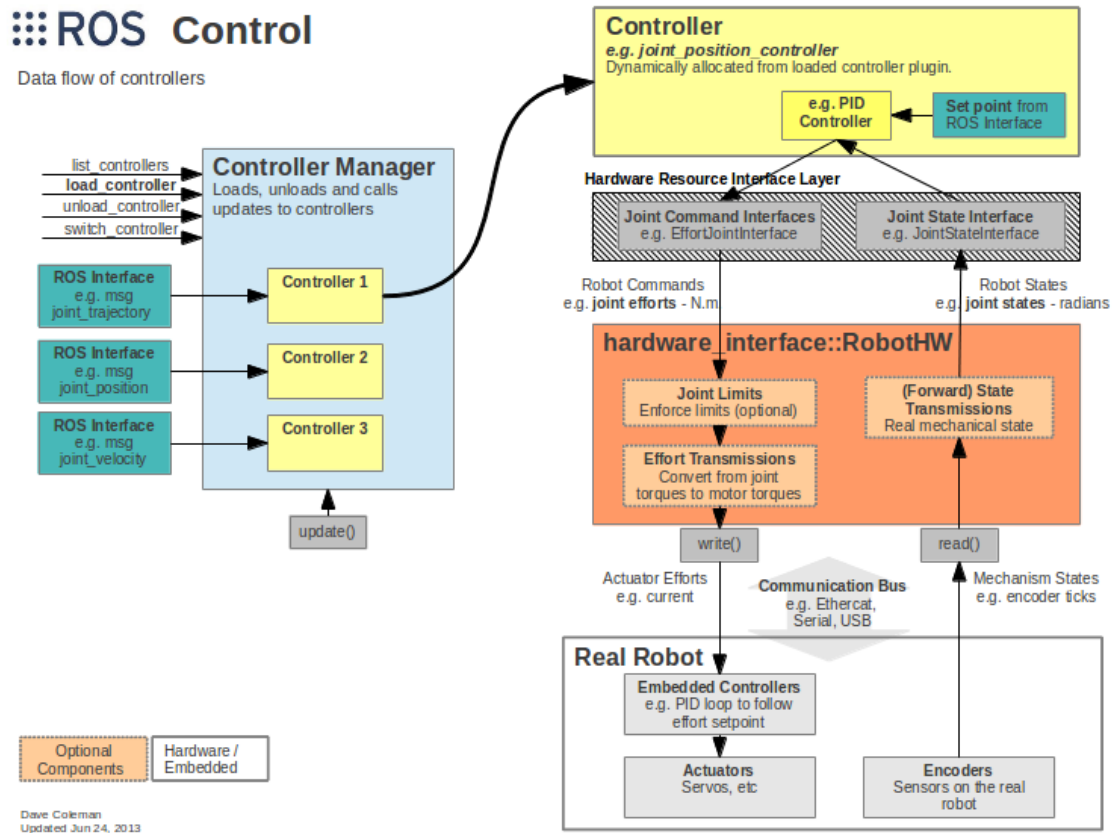 ROS Control
Data flow of controllers
list_controllers
load_controller
unload_controller
switch_controller
Controller Manager
Loads, unloads and calls
updates to controllers
ROS Interface
e.g. msg
joint_trajectory
Controller 1
ROS Interface
e.g. msg
joint_position
Controller 2
ROS Interface
e.g. msg
joint_velocity
Controller 3
update()
Controller
e.g. joint_position_controller
Dynamically allocated from loaded controller plugin.
e.g. PID
Controller
Set point from
ROS Interface
Hardware Resource Interface Layer
Joint Command Interfaces
e.g. EffortJointInterface
Joint State Interface
e.g. JointStateInterface
Robot Commands
e.g. joint efforts - N.m
Robot States
e.g. joint states - radians
hardware_interface::RobotHW
Joint Limits
Enforce limits (optional)
Effort Transmissions
Convert from joint
torques to motor torques
(Forward) State
Transmissions
Real mechanical state
write()
read()
Actuator Efforts
e.g. current
Communication Bus
e.g. Ethercat,
Serial, USB
Mechanism States
e.g. encoder ticks
Real Robot
Embedded Controllers
e.g. PID loop to follow
effort setpoint
Actuators
Servos, etc
Encoders
Sensors on the real
robot
Optional
Components
Hardware /
Embedded
Dave Coleman
Updated Jun 24, 2013